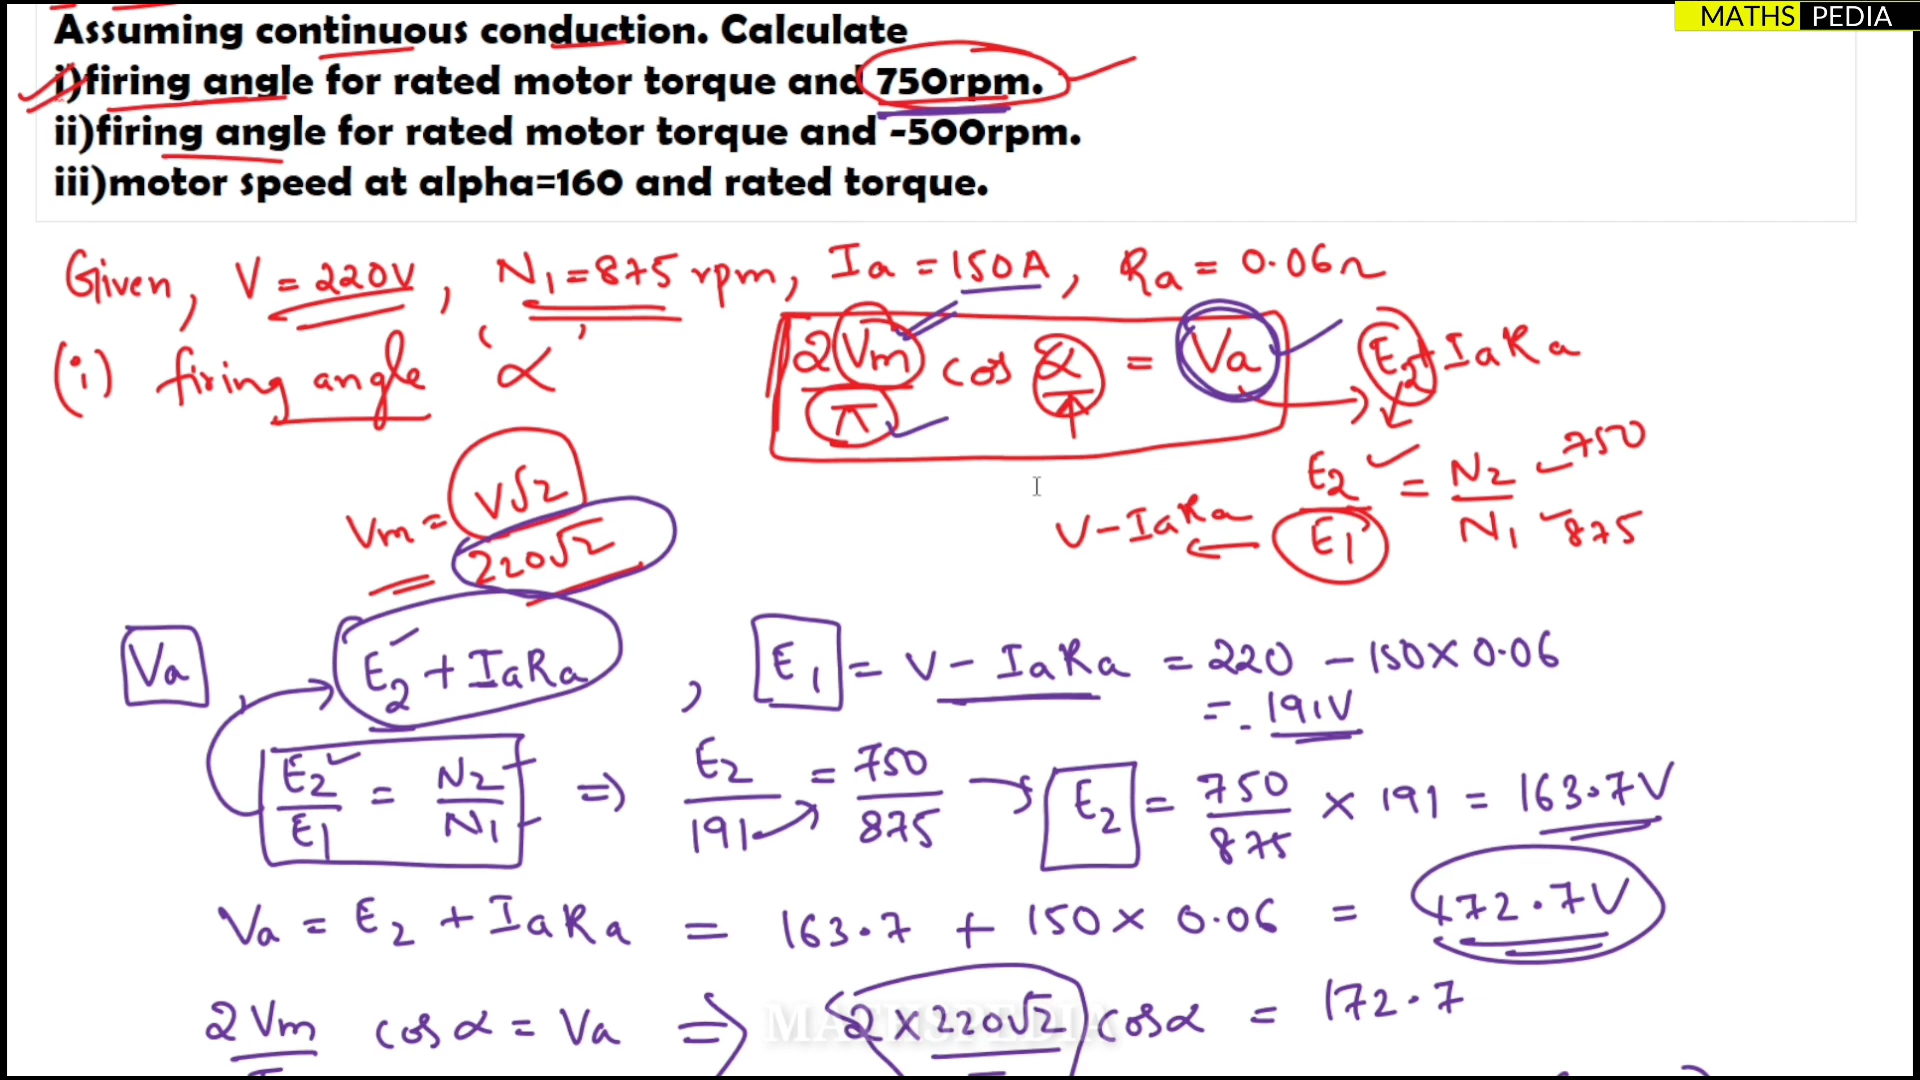 MATHS PEDIA
Assuming continuous conduction. Calculate
i)firing angle for rated motor torque and 750rpm.
ii)firing angle for rated motor torque and -500rpm.
iii)motor speed at alpha=160 and rated torque.
Given, V = 220V, N1 = 875 rpm, Ia = 150A, Ra = 0.06Ω
(i) firing angle 'α'
2Vm/π cos α = Va → E2 + IaRa
Vm = V√2
220√2
V - IaRa ← E2/E1 = N2/N1 750 875
Va, E2 + IaRa, E1 = V - IaRa = 220 - 150 × 0.06
= 191V
E2/E1 = N2/N1 ⇒ E2/191 = 750/875 → E2 = 750/875 × 191 = 163.7V
Va = E2 + IaRa = 163.7 + 150 × 0.06 = 172.7V
2Vm/π cos α = Va ⇒ 2 × 220√2 cos α = 172.7
MATHSPEDIA